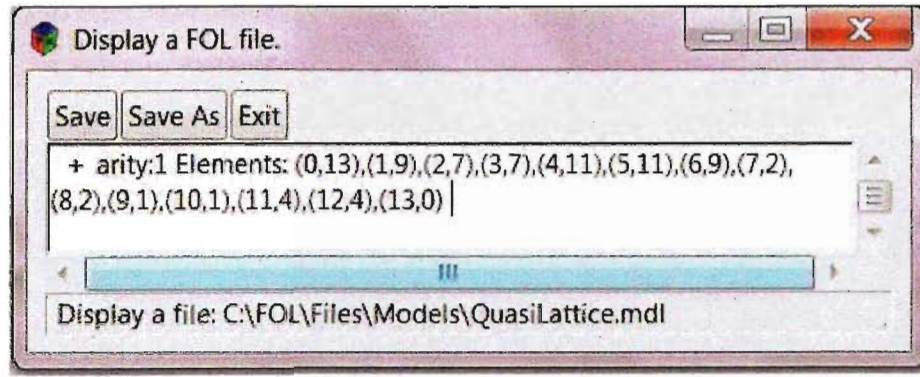 Display a FOL file.
Save Save As Exit
+ arity:1 Elements: (0,13),(1,9),(2,7),(3,7),(4,11),(5,11),(6,9),(7,2),
(8,2),(9,1),(10,1),(11,4),(12,4),(13,0)
Display a file: C:\FOL\Files\Models\QuasiLattice.mdl